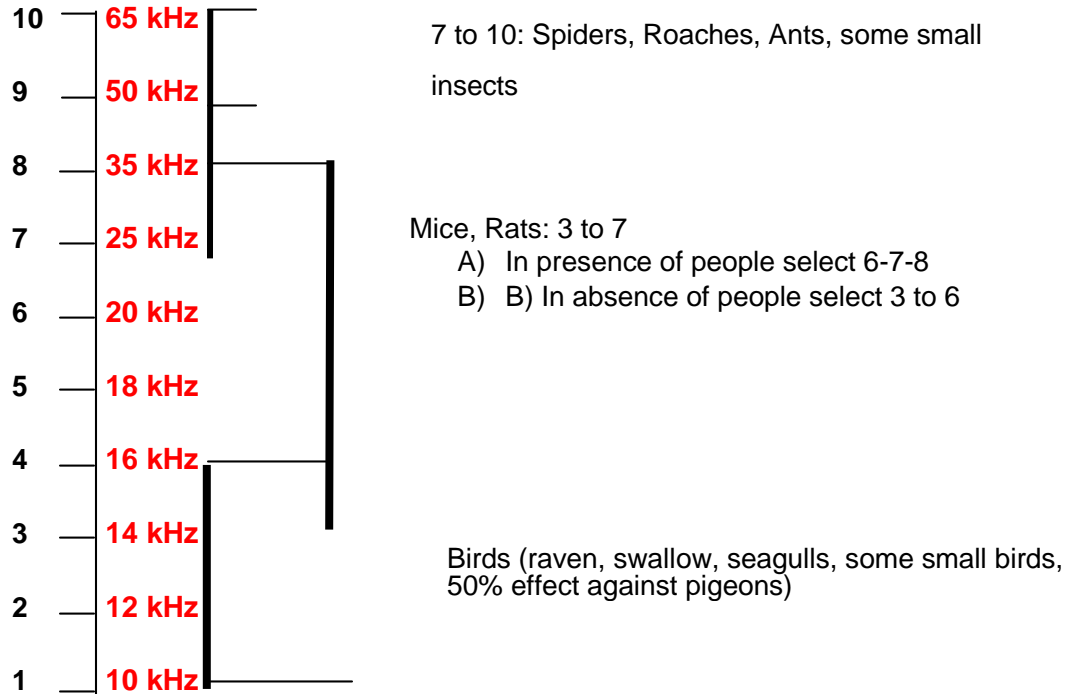 10 65 kHz
7 to 10: Spiders, Roaches, Ants, some small
insects
9 50 kHz
8 35 kHz
7 25 kHz
Mice, Rats: 3 to 7
A) In presence of people select 6-7-8
B) B) In absence of people select 3 to 6
6 20 kHz
5 18 kHz
4 16 kHz
3 14 kHz
Birds (raven, swallow, seagulls, some small birds,
50% effect against pigeons)
2 12 kHz
1 10 kHz